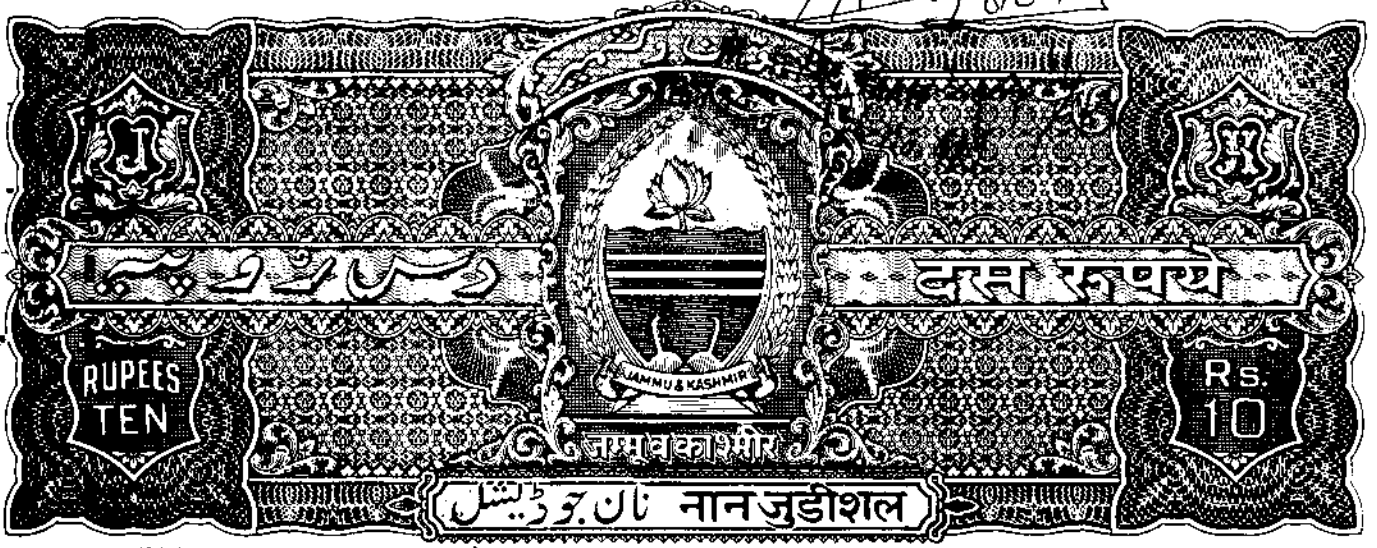 J
K
دس روپیہ
दस रूपये
RUPEES
TEN
JAMMU & KASHMIR
Rs.
10
जम्मू व काश्मीर
نان جوڈیشل नान जुडीशल